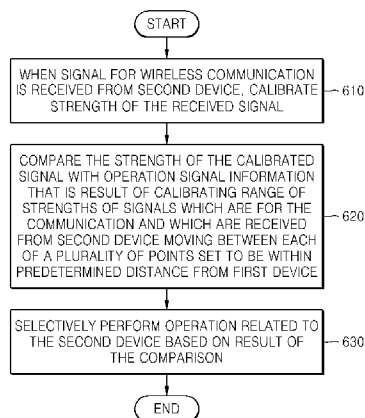 START
WHEN SIGNAL FOR WIRELESS COMMUNICATION
IS RECEIVED FROM SECOND DEVICE, CALIBRATE
STRENGTH OF THE RECEIVED SIGNAL
610
COMPARE THE STRENGTH OF THE CALIBRATED
SIGNAL WITH OPERATION SIGNAL INFORMATION
THAT IS RESULT OF CALIBRATING RANGE OF
STRENGTHS OF SIGNALS WHICH ARE FOR THE
COMMUNICATION AND WHICH ARE RECEIVED
FROM SECOND DEVICE MOVING BETWEEN EACH
OF A PLURALITY OF POINTS SET TO BE WITHIN
PREDETERMINED DISTANCE FROM FIRST DEVICE
620
SELECTIVELY PERFORM OPERATION RELATED TO
THE SECOND DEVICE BASED ON RESULT OF
THE COMPARISON
630
END